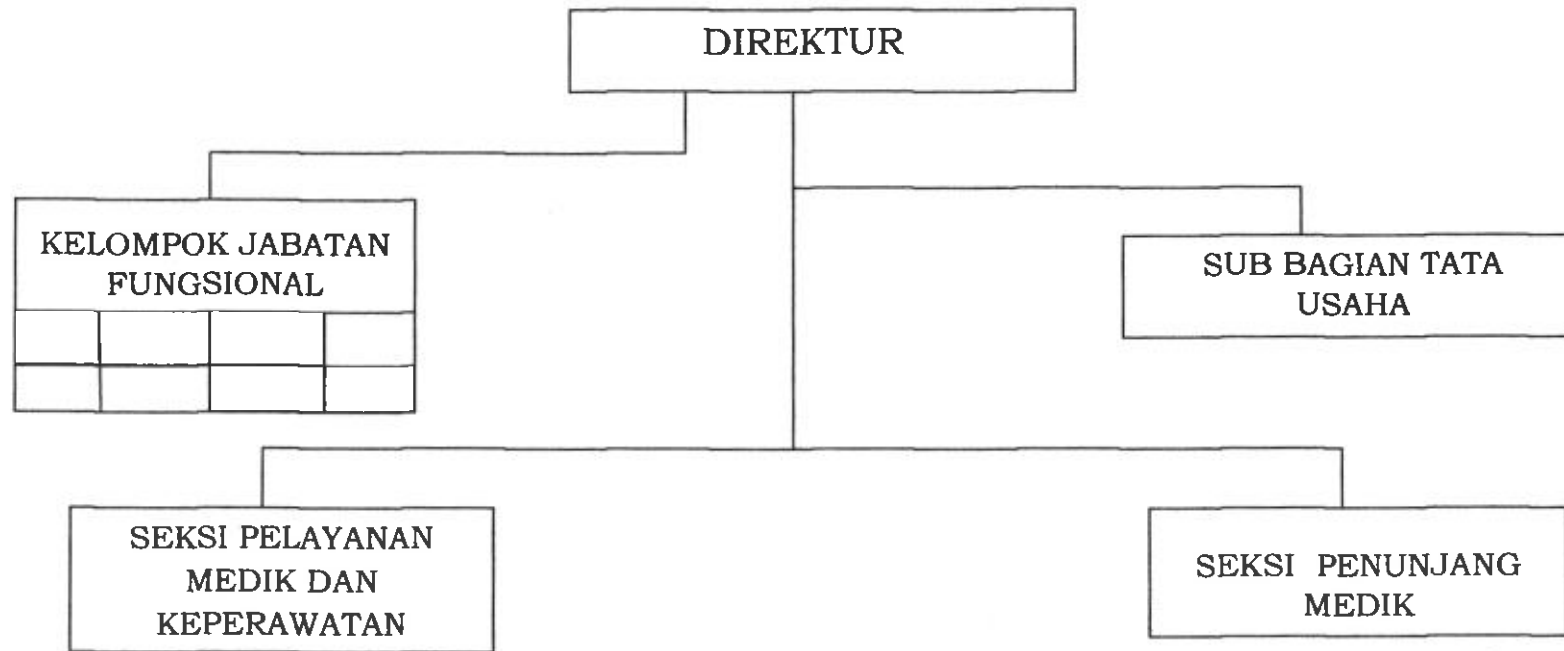 DIREKTUR
KELOMPOK JABATAN
FUNGSIONAL
SUB BAGIAN TATA
USAHA
SEKSI PELAYANAN
MEDIK DAN
KEPERAWATAN
SEKSI PENUNJANG
MEDIK